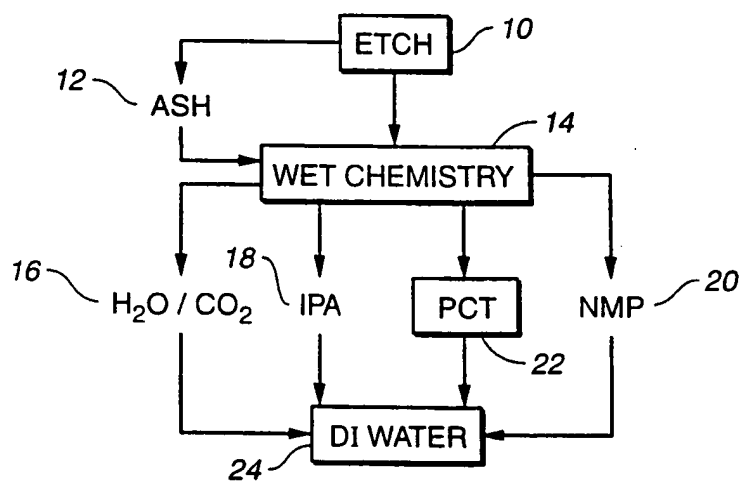 ETCH
10
12
ASH
14
WET CHEMISTRY
16
H₂O / CO₂
18
IPA
PCT
22
NMP
20
DI WATER
24